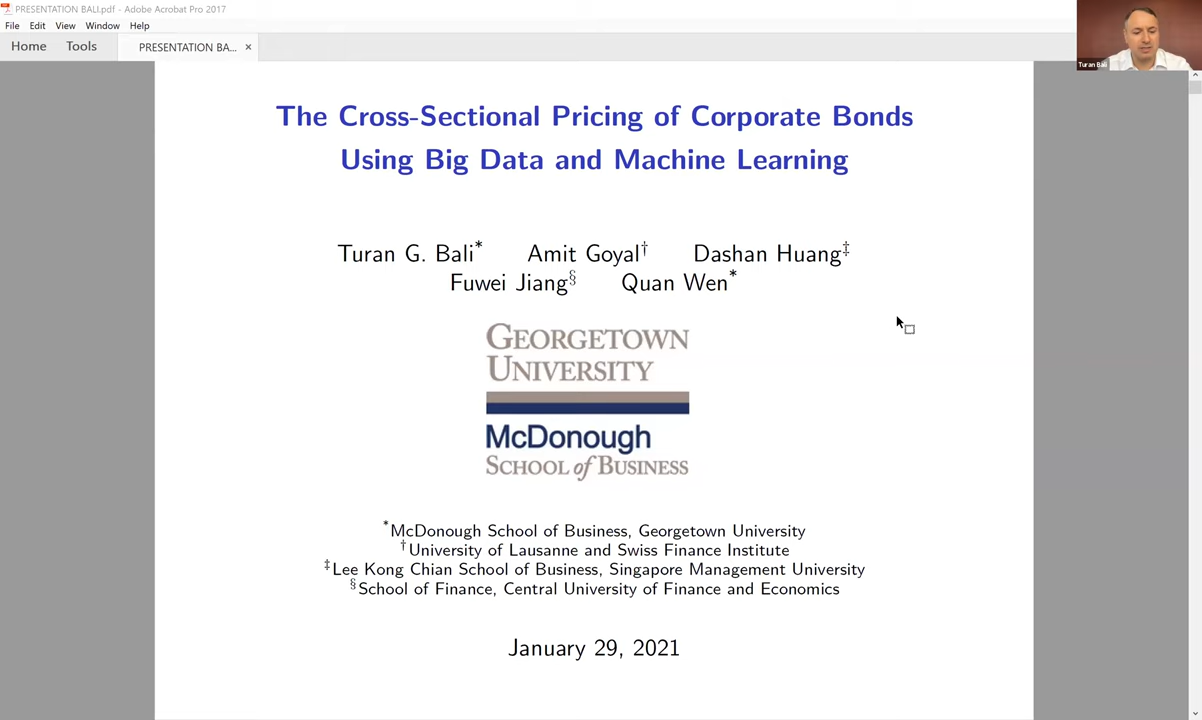 PRESENTATION BALI.pdf - Adobe Acrobat Pro 2017
File Edit View Window Help
Home Tools PRESENTATION BA... ×
Turan Bali
The Cross-Sectional Pricing of Corporate Bonds
Using Big Data and Machine Learning
Turan G. Bali* Amit Goyal† Dashan Huang‡
Fuwei Jiang§ Quan Wen*
GEORGETOWN
UNIVERSITY
McDonough
SCHOOL of BUSINESS
*McDonough School of Business, Georgetown University
†University of Lausanne and Swiss Finance Institute
‡Lee Kong Chian School of Business, Singapore Management University
§School of Finance, Central University of Finance and Economics
January 29, 2021